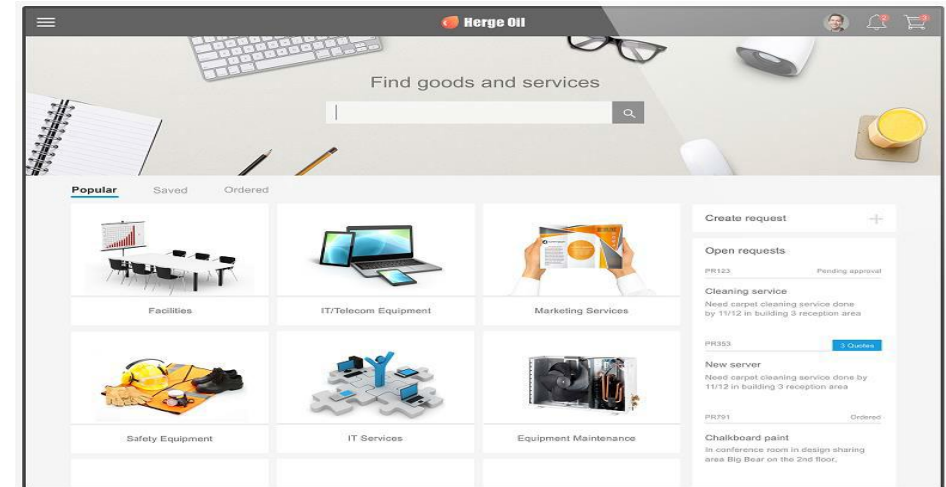 Herge Oil
Find goods and services
Popular Saved Ordered
Facilities
IT/Telecom Equipment
Marketing Services
Safety Equipment
IT Services
Equipment Maintenance
Create request
Open requests
PR123 Pending approval
Cleaning service
Need carpet cleaning service done
by 11/12 in building 3 reception area
PR353 3 Quotes
New server
Need carpet cleaning service done by
11/12 in building 3 reception area
PR791 Ordered
Chalkboard paint
In conference room in design sharing
area Big Bear on the 2nd floor,